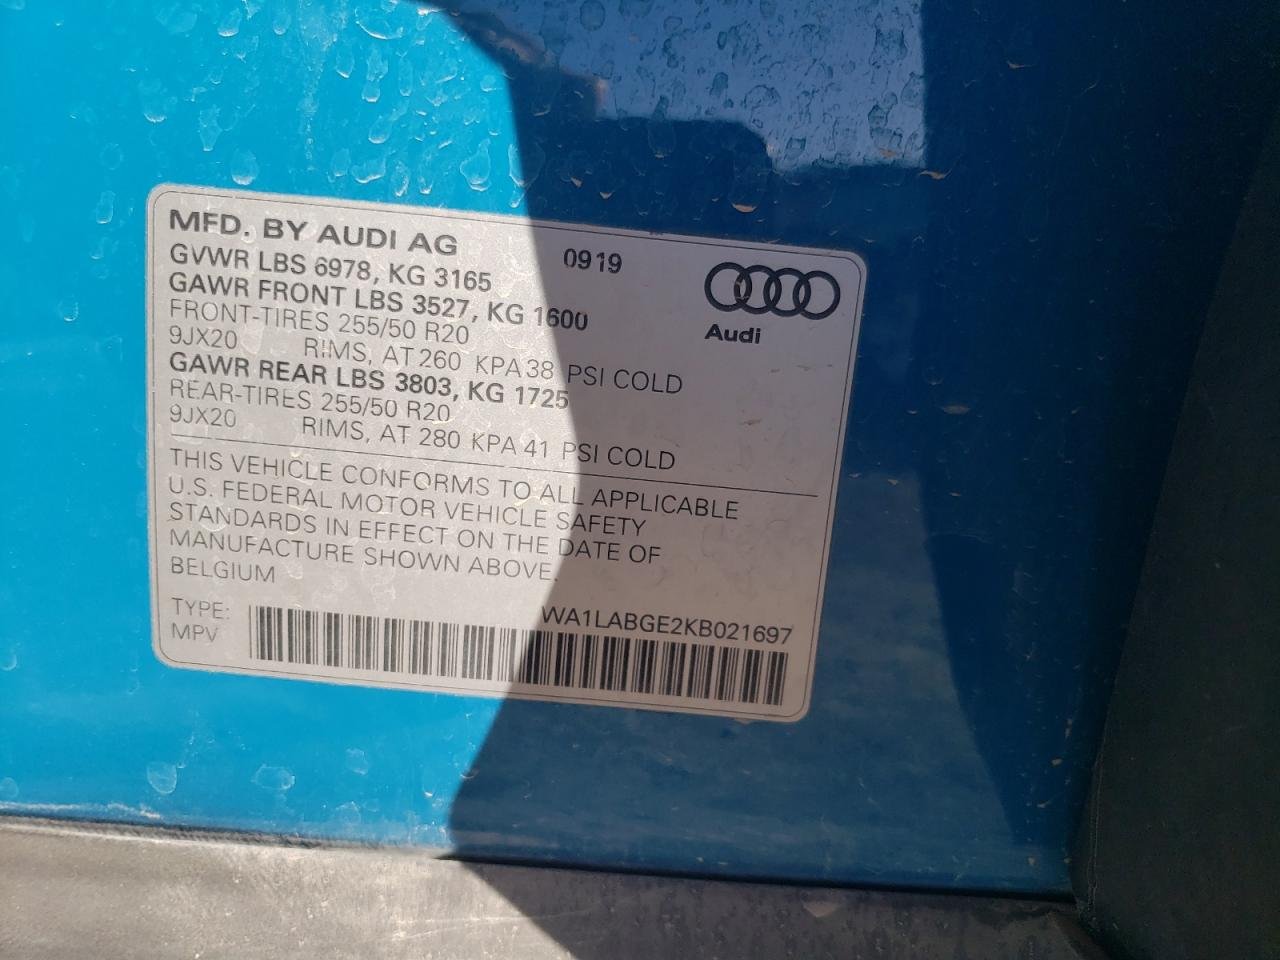 MFD. BY AUDI AG 0919
GVWR LBS 6978, KG 3165
GAWR FRONT LBS 3527, KG 1600
FRONT-TIRES 255/50 R20
9JX20 RIMS, AT 260 KPA 38 PSI COLD
GAWR REAR LBS 3803, KG 1725
REAR-TIRES 255/50 R20
9JX20 RIMS, AT 280 KPA 41 PSI COLD
Audi
THIS VEHICLE CONFORMS TO ALL APPLICABLE
U.S. FEDERAL MOTOR VEHICLE SAFETY
STANDARDS IN EFFECT ON THE DATE OF
MANUFACTURE SHOWN ABOVE.
BELGIUM
TYPE: WA1LABGE2KB021697
MPV